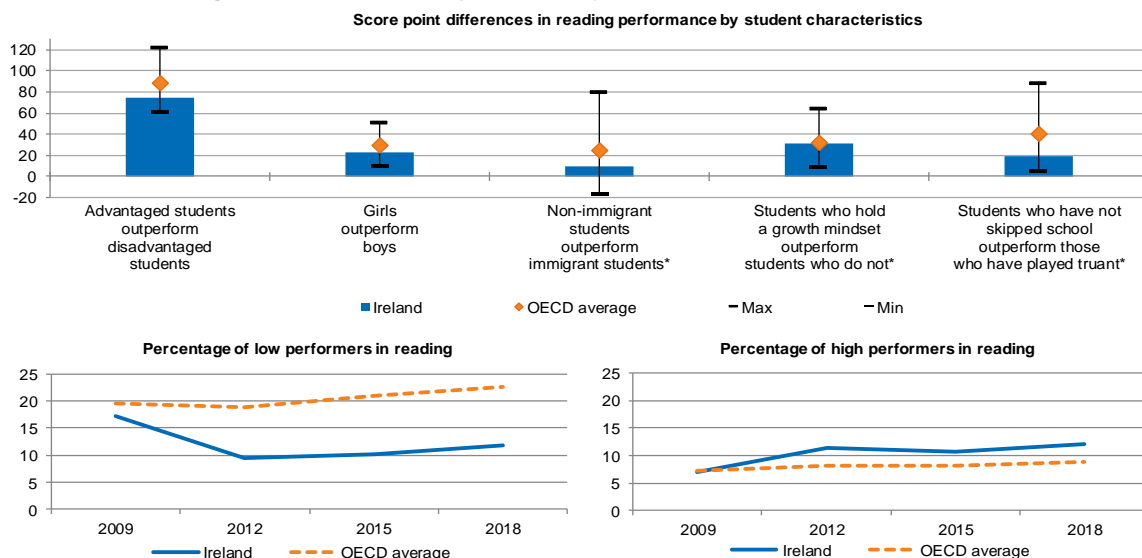 Score point differences in reading performance by student characteristics
120
100
80
60
40
20
0
-20
Advantaged students
outperform
disadvantaged
students
Girls
outperform
boys
Non-immigrant
students
outperform
immigrant students*
Students who hold
a growth mindset
outperform
students who do not*
Students who have not
skipped school
outperform those
who have played truant*
Ireland
OECD average
Max
Min
Percentage of low performers in reading
25
20
15
10
5
0
2009
2012
2015
2018
Ireland
OECD average
Percentage of high performers in reading
25
20
15
10
5
0
2009
2012
2015
2018
Ireland
OECD average